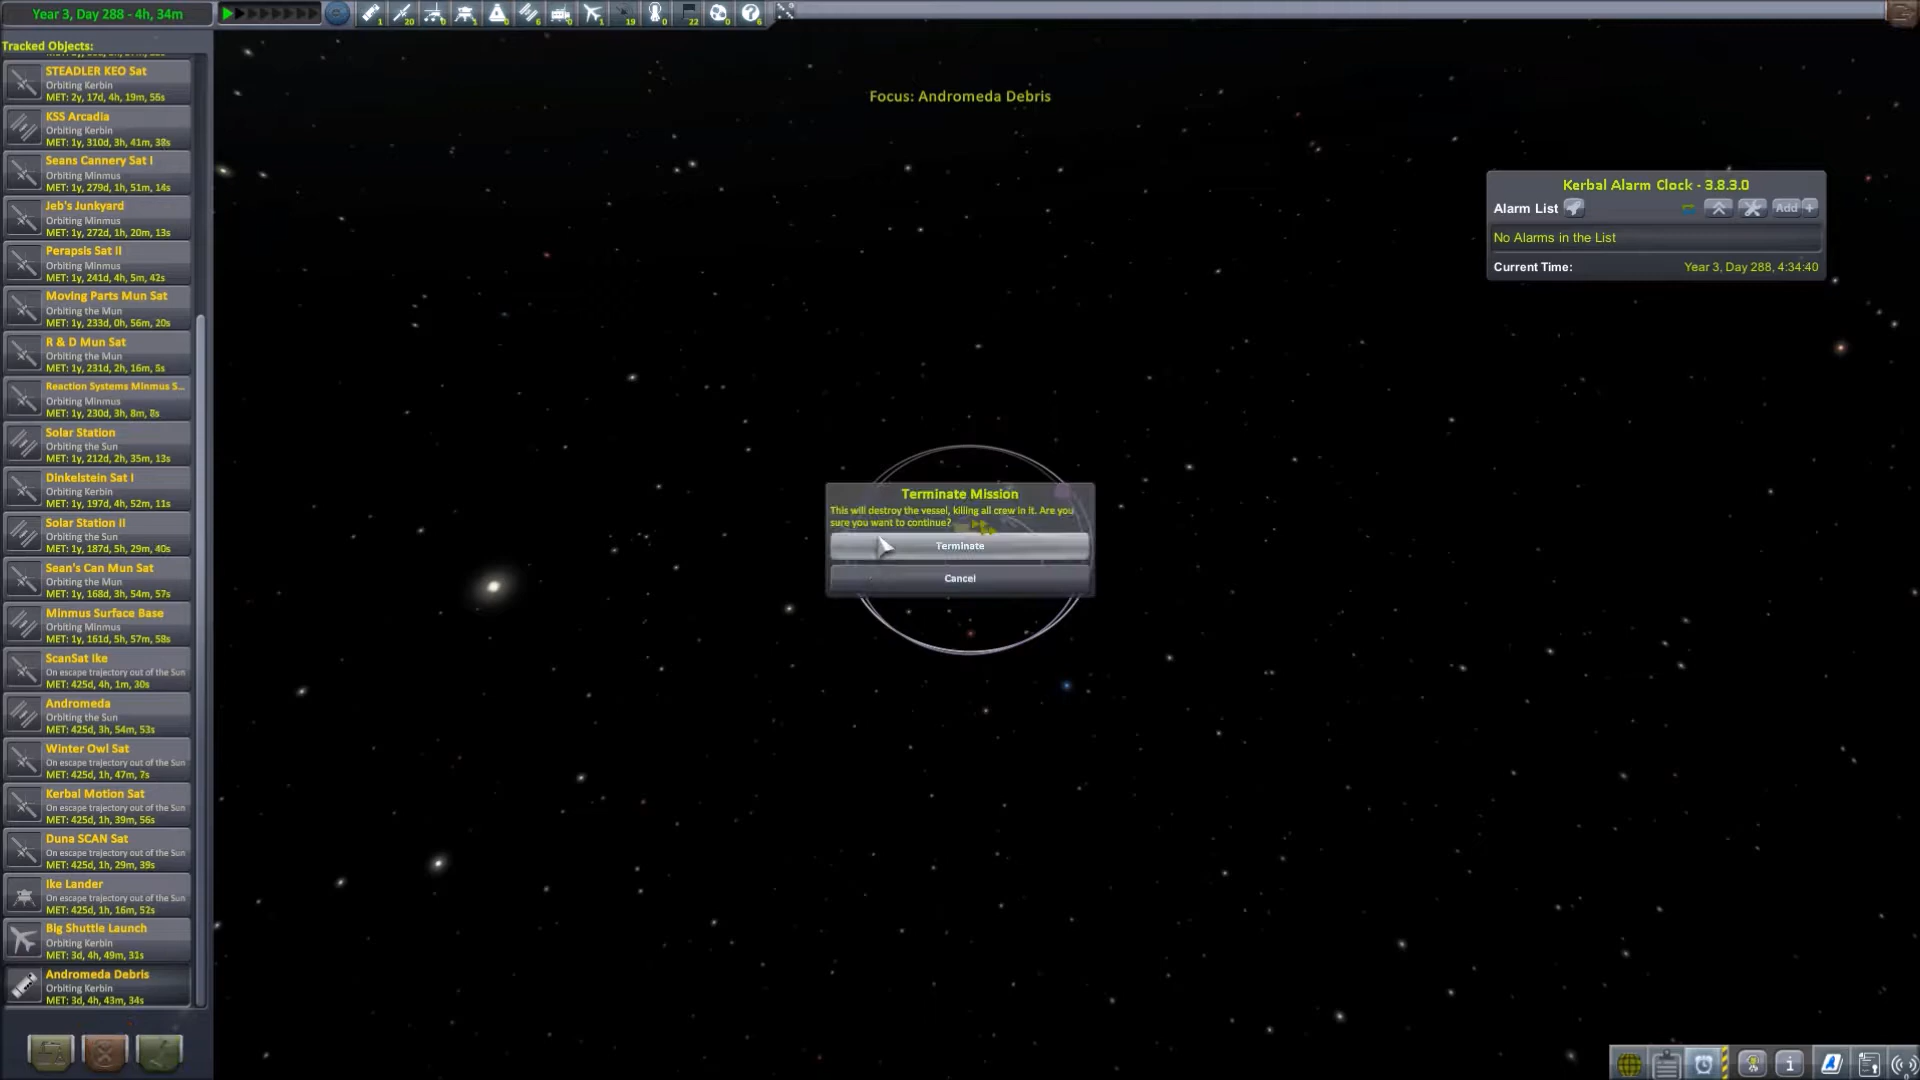 Year 3, Day 288 - 4h, 34m
1
20
0
1
0
6
0
1
19
0
22
0
6
Tracked Objects:
STEADLER KEO Sat
Orbiting Kerbin
MET: 2y, 17d, 4h, 19m, 56s
KSS Arcadia
Orbiting Kerbin
MET: 1y, 310d, 3h, 41m, 38s
Seans Cannery Sat I
Orbiting Minmus
MET: 1y, 279d, 1h, 51m, 14s
Jeb's Junkyard
Orbiting Minmus
MET: 1y, 272d, 1h, 20m, 13s
Perapsis Sat II
Orbiting Minmus
MET: 1y, 241d, 4h, 5m, 42s
Moving Parts Mun Sat
Orbiting the Mun
MET: 1y, 233d, 0h, 56m, 20s
R & D Mun Sat
Orbiting the Mun
MET: 1y, 231d, 2h, 16m, 5s
Reaction Systems Minmus S...
Orbiting Minmus
MET: 1y, 230d, 3h, 8m, 8s
Solar Station
Orbiting the Sun
MET: 1y, 212d, 2h, 35m, 13s
Dinkelstein Sat I
Orbiting Kerbin
MET: 1y, 197d, 4h, 52m, 11s
Solar Station II
Orbiting the Sun
MET: 1y, 187d, 5h, 29m, 40s
Sean's Can Mun Sat
Orbiting the Mun
MET: 1y, 168d, 3h, 54m, 57s
Minmus Surface Base
Orbiting Minmus
MET: 1y, 161d, 5h, 57m, 58s
ScanSat Ike
On escape trajectory out of the Sun
MET: 425d, 4h, 1m, 30s
Andromeda
Orbiting the Sun
MET: 425d, 3h, 54m, 53s
Winter Owl Sat
On escape trajectory out of the Sun
MET: 425d, 1h, 47m, 7s
Kerbal Motion Sat
On escape trajectory out of the Sun
MET: 425d, 1h, 39m, 56s
Duna SCAN Sat
On escape trajectory out of the Sun
MET: 425d, 1h, 29m, 39s
Ike Lander
On escape trajectory out of the Sun
MET: 425d, 1h, 16m, 52s
Big Shuttle Launch
Orbiting Kerbin
MET: 3d, 4h, 49m, 31s
Andromeda Debris
Orbiting Kerbin
MET: 3d, 4h, 43m, 34s
Focus: Andromeda Debris
Terminate Mission
This will destroy the vessel, killing all crew in it. Are you
sure you want to continue?
Terminate
Cancel
Kerbal Alarm Clock - 3.8.3.0
Alarm List
Add +
No Alarms in the List
Current Time: Year 3, Day 288, 4:34:40